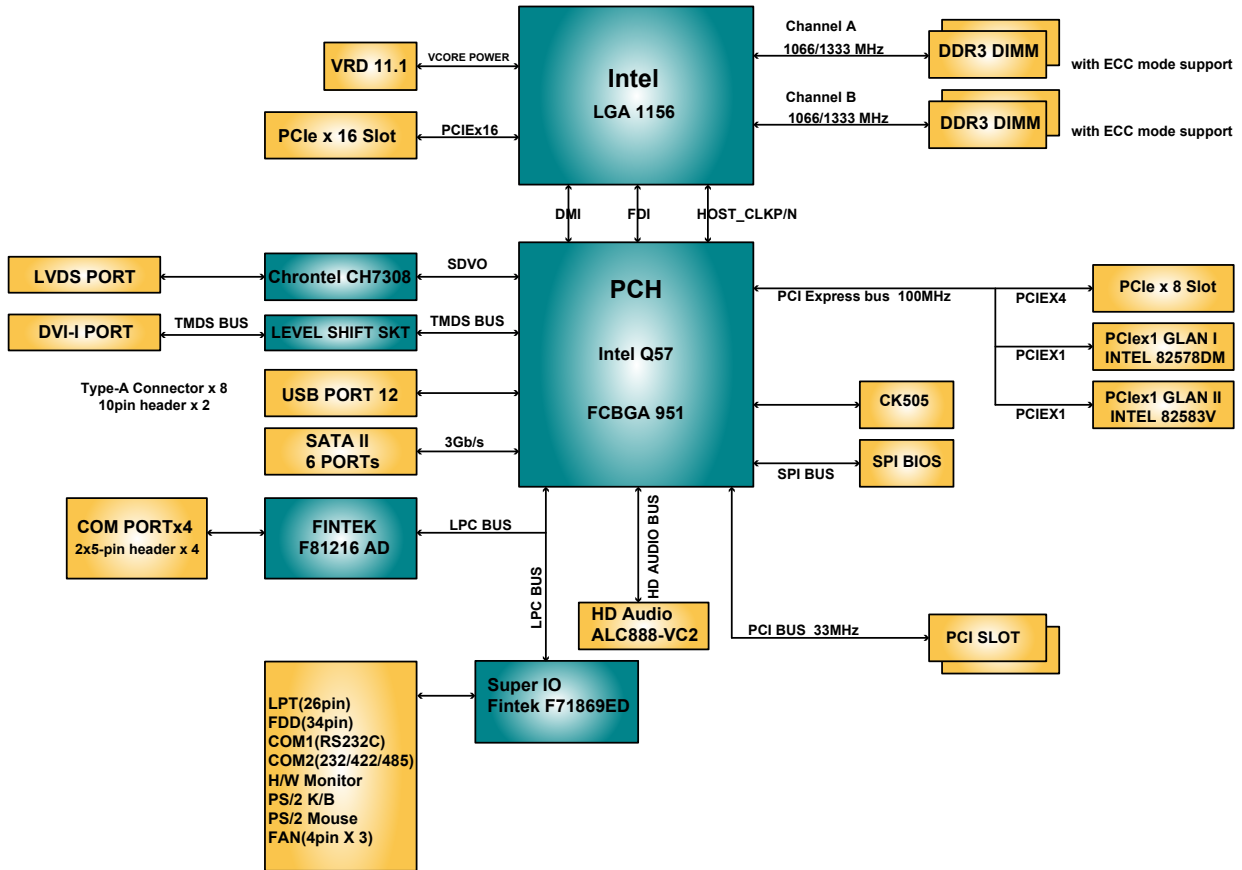 Channel A
1066/1333 MHz
DDR3 DIMM
with ECC mode support
VRD 11.1
VCORE POWER
Intel
LGA 1156
Channel B
1066/1333 MHz
DDR3 DIMM
with ECC mode support
PCIe x 16 Slot
PCIEx16
DMI
FDI
HOST_CLKP/N
LVDS PORT
Chrontel CH7308
SDVO
PCH
Intel Q57
FCBGA 951
PCI Express bus 100MHz
PCIEX4
PCIe x 8 Slot
DVI-I PORT
TMDS BUS
LEVEL SHIFT SKT
TMDS BUS
PCIEX1
PCIex1 GLAN I
INTEL 82578DM
Type-A Connector x 8
10pin header x 2
USB PORT 12
CK505
PCIEX1
PCIex1 GLAN II
INTEL 82583V
SATA II
6 PORTs
3Gb/s
SPI BUS
SPI BIOS
COM PORTx4
2x5-pin header x 4
FINTEK
F81216 AD
LPC BUS
LPC BUS
HD AUDIO BUS
HD Audio
ALC888-VC2
PCI BUS 33MHz
PCI SLOT
Super IO
Fintek F71869ED
LPT(26pin)
FDD(34pin)
COM1(RS232C)
COM2(232/422/485)
H/W Monitor
PS/2 K/B
PS/2 Mouse
FAN(4pin X 3)